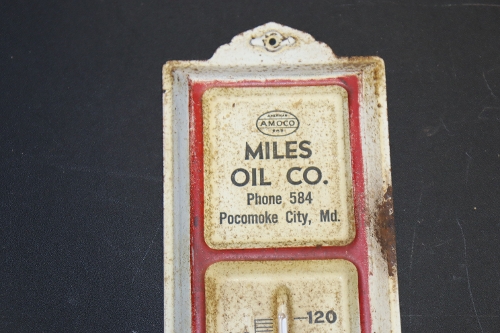 AMOCO
MILES
OIL CO.
Phone 584
Pocomoke City, Md.
120